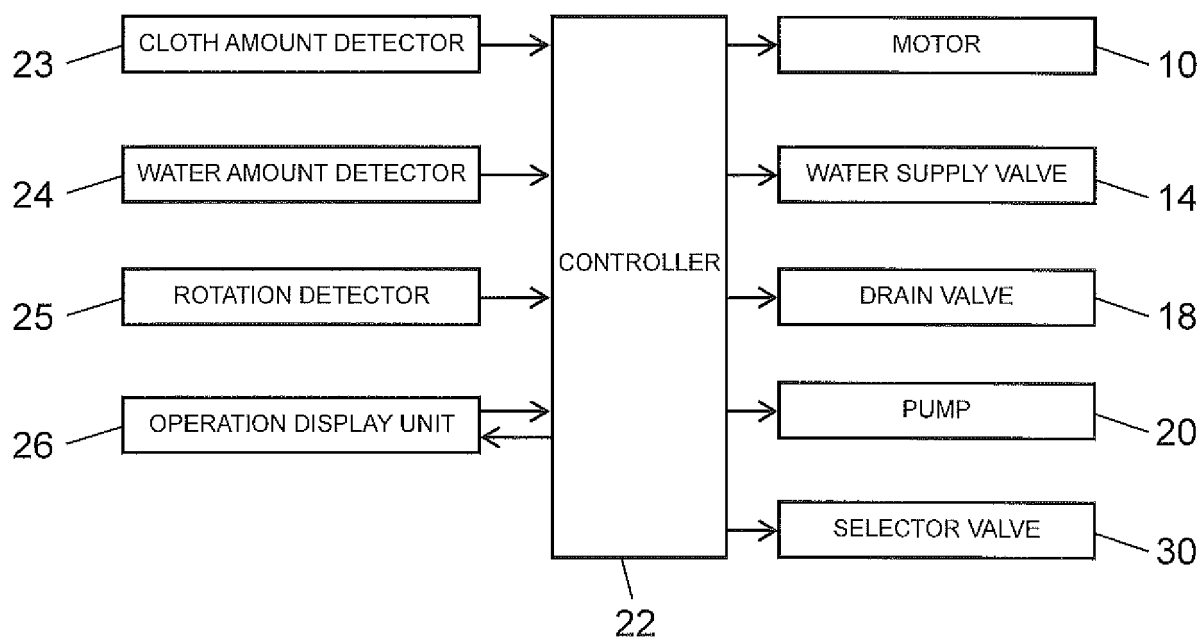 23 CLOTH AMOUNT DETECTOR
24 WATER AMOUNT DETECTOR
25 ROTATION DETECTOR
26 OPERATION DISPLAY UNIT
CONTROLLER
22
MOTOR 10
WATER SUPPLY VALVE 14
DRAIN VALVE 18
PUMP 20
SELECTOR VALVE 30